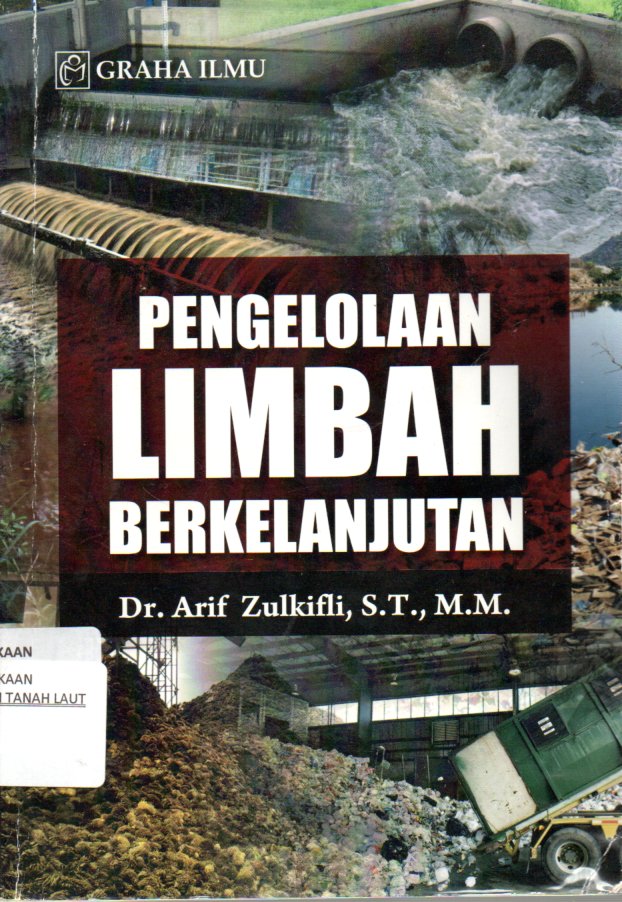 GRAHA ILMU
PENGELOLAAN
LIMBAH
BERKELANJUTAN
Dr. Arif Zulkifli, S.T., M.M.
KAAN
KAAN
TANAH LAUT